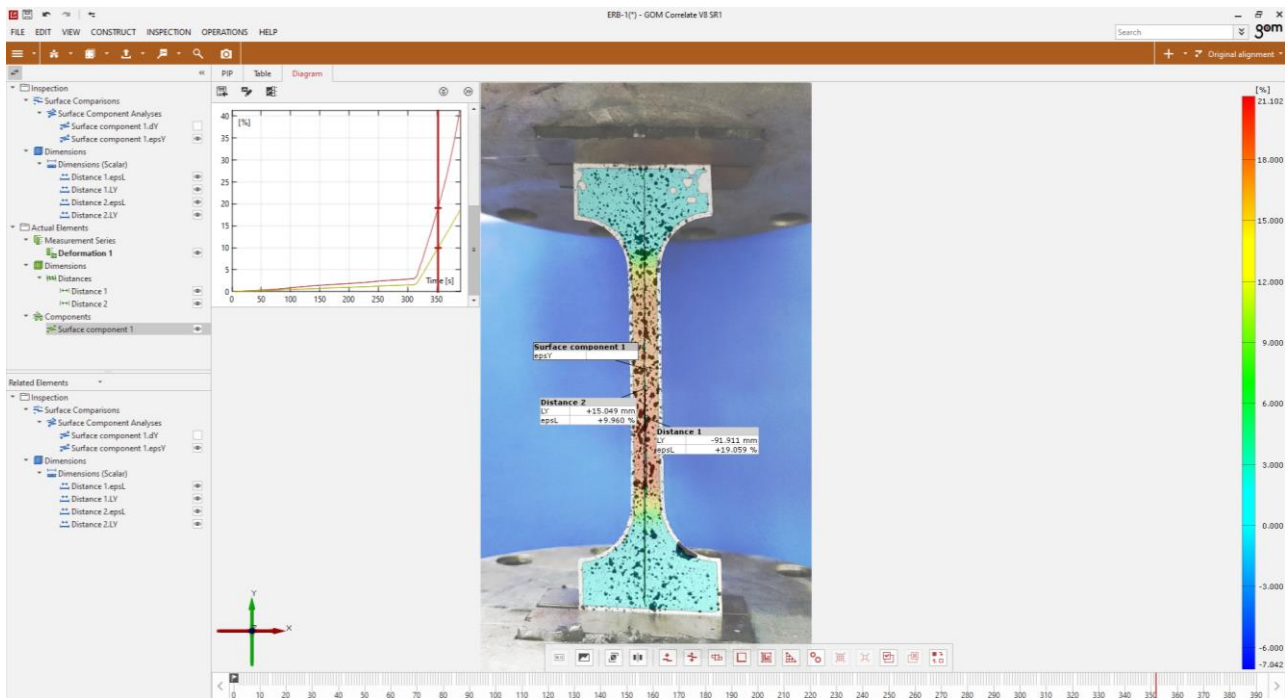 ERB-1(*) - GOM Correlate V8 SR1
FILE EDIT VIEW CONSTRUCT INSPECTION OPERATIONS HELP
Search
gom
Original alignment
Inspection
Surface Comparisons
Surface Component Analyses
Surface component 1.dY
Surface component 1.epsY
Dimensions
Dimensions (Scalar)
Distance 1.epsL
Distance 1.LY
Distance 2.epsL
Distance 2.LY
Actual Elements
Measurement Series
Deformation 1
Dimensions
Distances
Distance 1
Distance 2
Components
Surface component 1
Related Elements
Inspection
Surface Comparisons
Surface Component Analyses
Surface component 1.dY
Surface component 1.epsY
Dimensions
Dimensions (Scalar)
Distance 1.epsL
Distance 1.LY
Distance 2.epsL
Distance 2.LY
PIP Table Diagram
[%]
40
35
30
25
20
15
10
5
0
Time [s]
0 50 100 150 200 250 300 350
Surface component 1
epsY
Distance 2
LY +15.049 mm
epsL +9.960 %
Distance 1
LY -91.911 mm
epsL +19.059 %
Y
X
[%]
21.102
18.000
15.000
12.000
9.000
6.000
3.000
0.000
-3.000
-6.000
-7.042
0 10 20 30 40 50 60 70 80 90 100 110 120 130 140 150 160 170 180 190 200 210 220 230 240 250 260 270 280 290 300 310 320 330 340 350 360 370 380 390